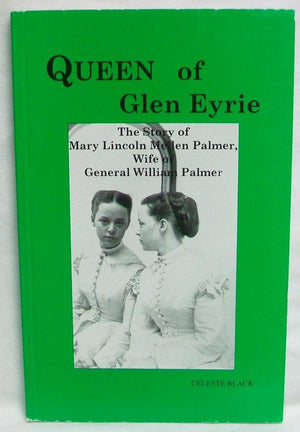 QUEEN of
Glen Eyrie
The Story of
Mary Lincoln Mellen Palmer,
Wife of
General William Palmer
CELESTE BLACK